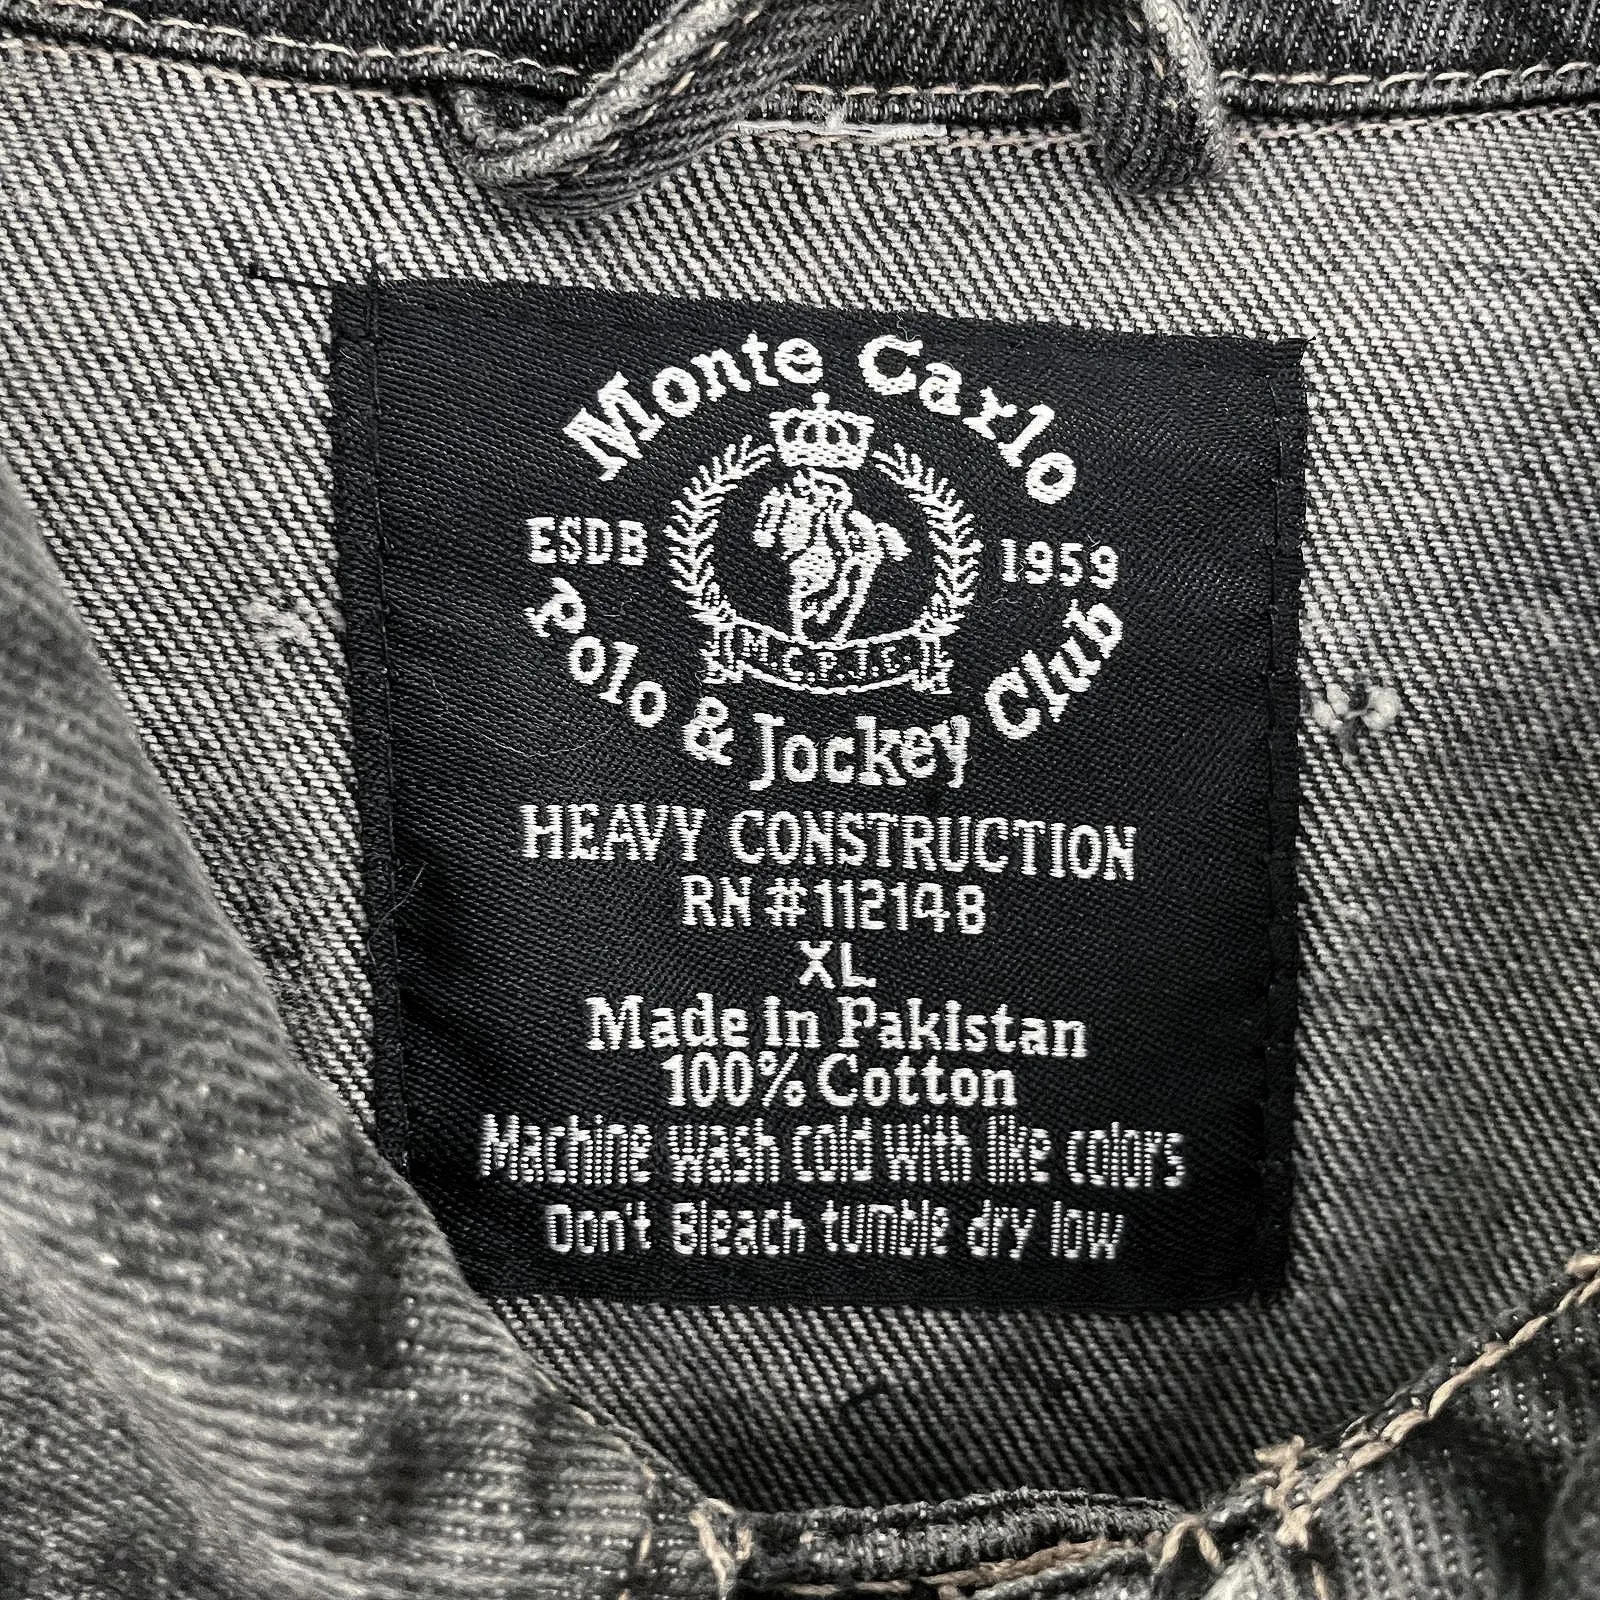 Monte Carlo
ESDB 1959
M.C.P.J.C.
Polo & Jockey Club
HEAVY CONSTRUCTION
RN #112148
XL
Made in Pakistan
100% Cotton
Machine wash cold with like colors
Don't Bleach tumble dry low